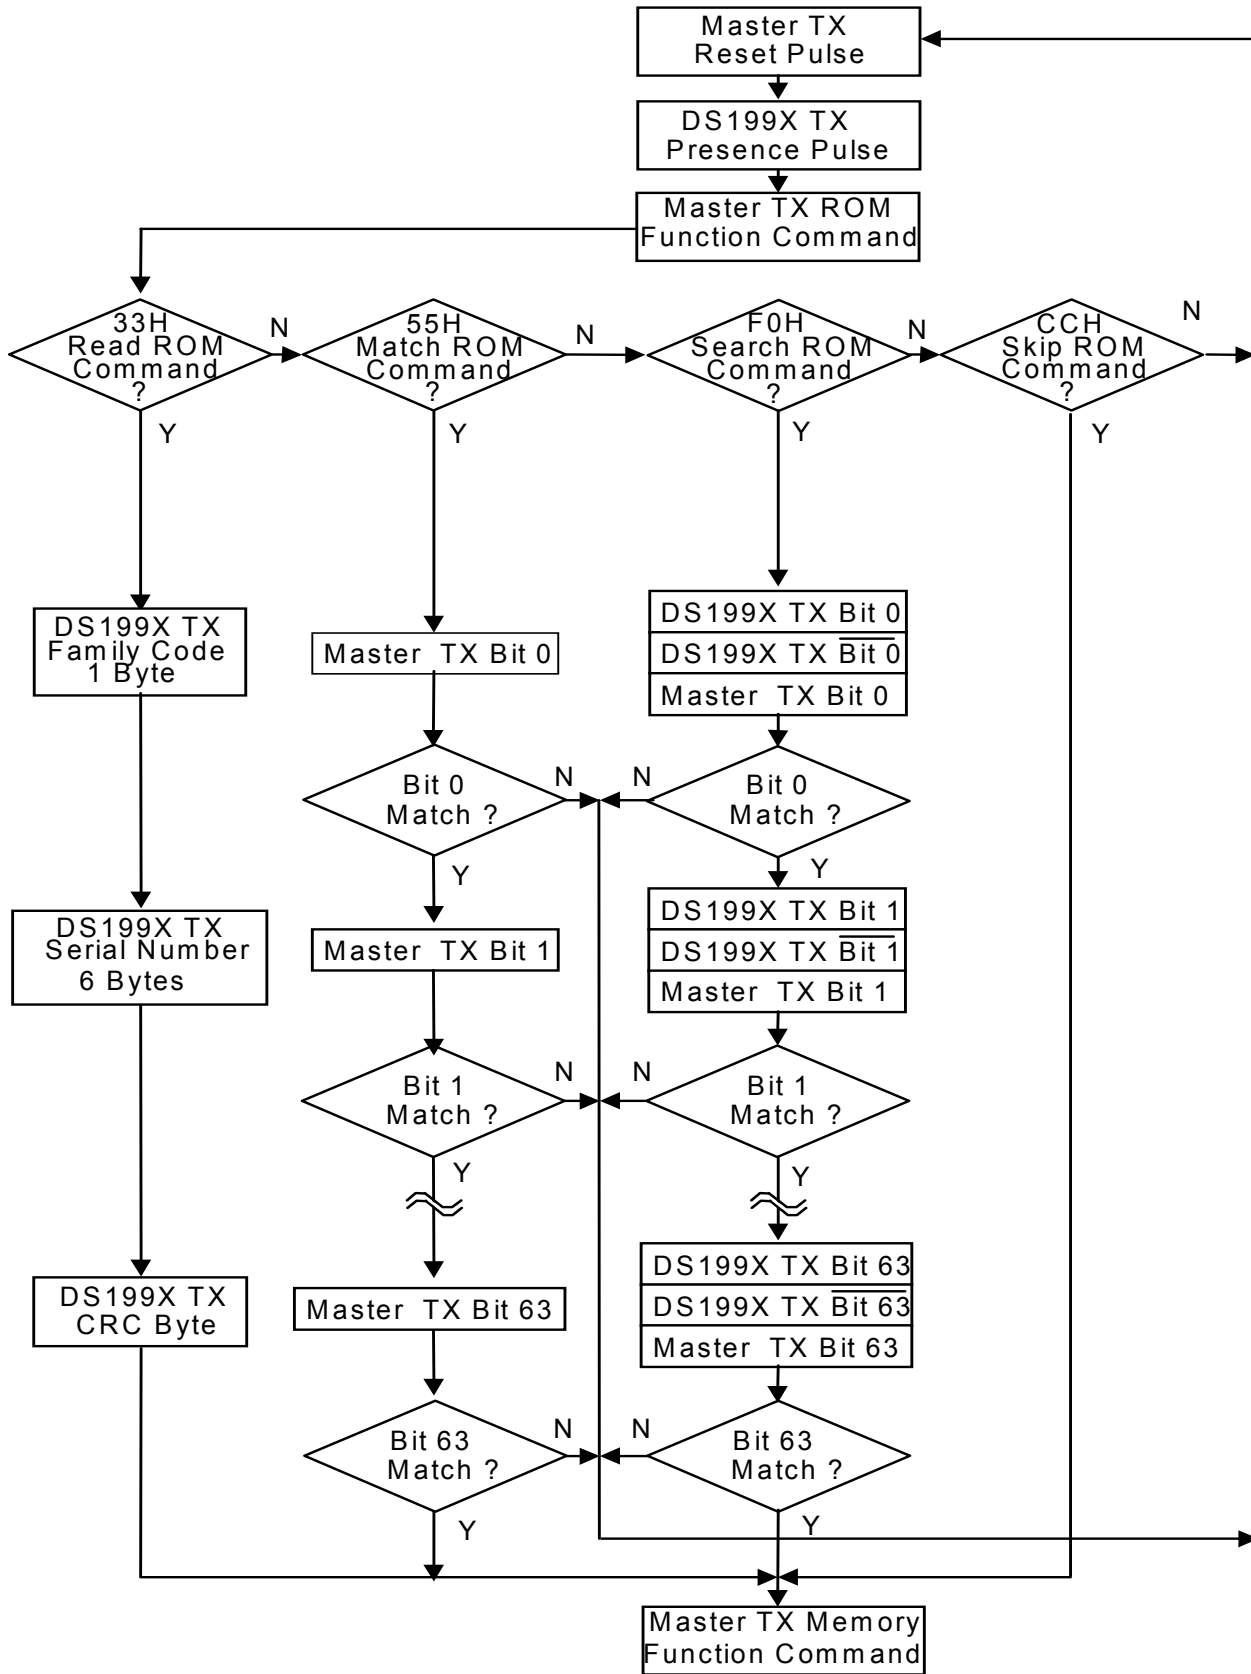 Master TX
Reset Pulse
DS199X TX
Presence Pulse
Master TX ROM
Function Command
33H
Read ROM
Command
?
N
Y
55H
Match ROM
Command
?
N
Y
F0H
Search ROM
Command
?
N
Y
CCH
Skip ROM
Command
?
N
Y
DS199X TX
Family Code
1 Byte
DS199X TX
Serial Number
6 Bytes
DS199X TX
CRC Byte
Master TX Bit 0
Bit 0
Match ?
N
Y
Master TX Bit 1
Bit 1
Match ?
N
Y
Master TX Bit 63
Bit 63
Match ?
N
Y
DS199X TX Bit 0
DS199X TX B̅i̅t̅ ̅0̅
Master TX Bit 0
Bit 0
Match ?
N
Y
DS199X TX Bit 1
DS199X TX B̅i̅t̅ ̅1̅
Master TX Bit 1
Bit 1
Match ?
N
Y
DS199X TX Bit 63
DS199X TX B̅i̅t̅ ̅6̅3̅
Master TX Bit 63
Bit 63
Match ?
N
Y
Master TX Memory
Function Command